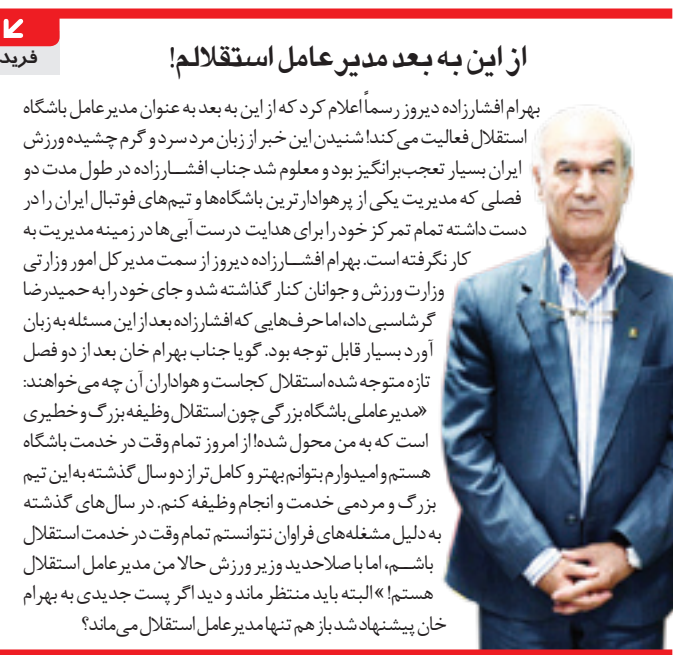 فرید
از این به بعد مدیر عامل استقلالم!
بهرام افشارزاده دیروز رسماً اعلام کرد که از این به بعد به عنوان مدیرعامل باشگاه
استقلال فعالیت می‌کند! شنیدن این خبر از زبان مرد سرد و گرم چشیده ورزش
ایران بسیار تعجب‌برانگیز بود و معلوم شد جناب افشارزاده در طول مدت دو
فصلی که مدیریت یکی از پرهوادارترین باشگاه‌ها و تیم‌های فوتبال ایران را در
دست داشته تمام تمرکز خود را برای هدایت درست آبی‌ها در زمینه مدیریت به
کار نگرفته است. بهرام افشارزاده دیروز از سمت مدیر کل امور وزارتی
وزارت ورزش و جوانان کنار گذاشته شد و جای خود را به حمیدرضا
گرشاسبی داد، اما حرف‌هایی که افشارزاده بعد از این مسئله به زبان
آورد بسیار قابل توجه بود. گویا جناب بهرام خان بعد از دو فصل
تازه متوجه شده استقلال کجاست و هواداران آن چه می‌خواهند:
«مدیرعاملی باشگاه بزرگی چون استقلال وظیفه بزرگ و خطیری
است که به من محول شده! از امروز تمام وقت در خدمت باشگاه
هستم و امیدوارم بتوانم بهتر و کامل‌تر از دو سال گذشته به این تیم
بزرگ و مردمی خدمت و انجام وظیفه کنم. در سال‌های گذشته
به دلیل مشغله‌های فراوان نتوانستم تمام وقت در خدمت استقلال
باشم، اما با صلاحدید وزیر ورزش حالا من مدیرعامل استقلال
هستم!» البته باید منتظر ماند و دید اگر پست جدیدی به بهرام
خان پیشنهاد شد باز هم تنها مدیرعامل استقلال می‌ماند؟